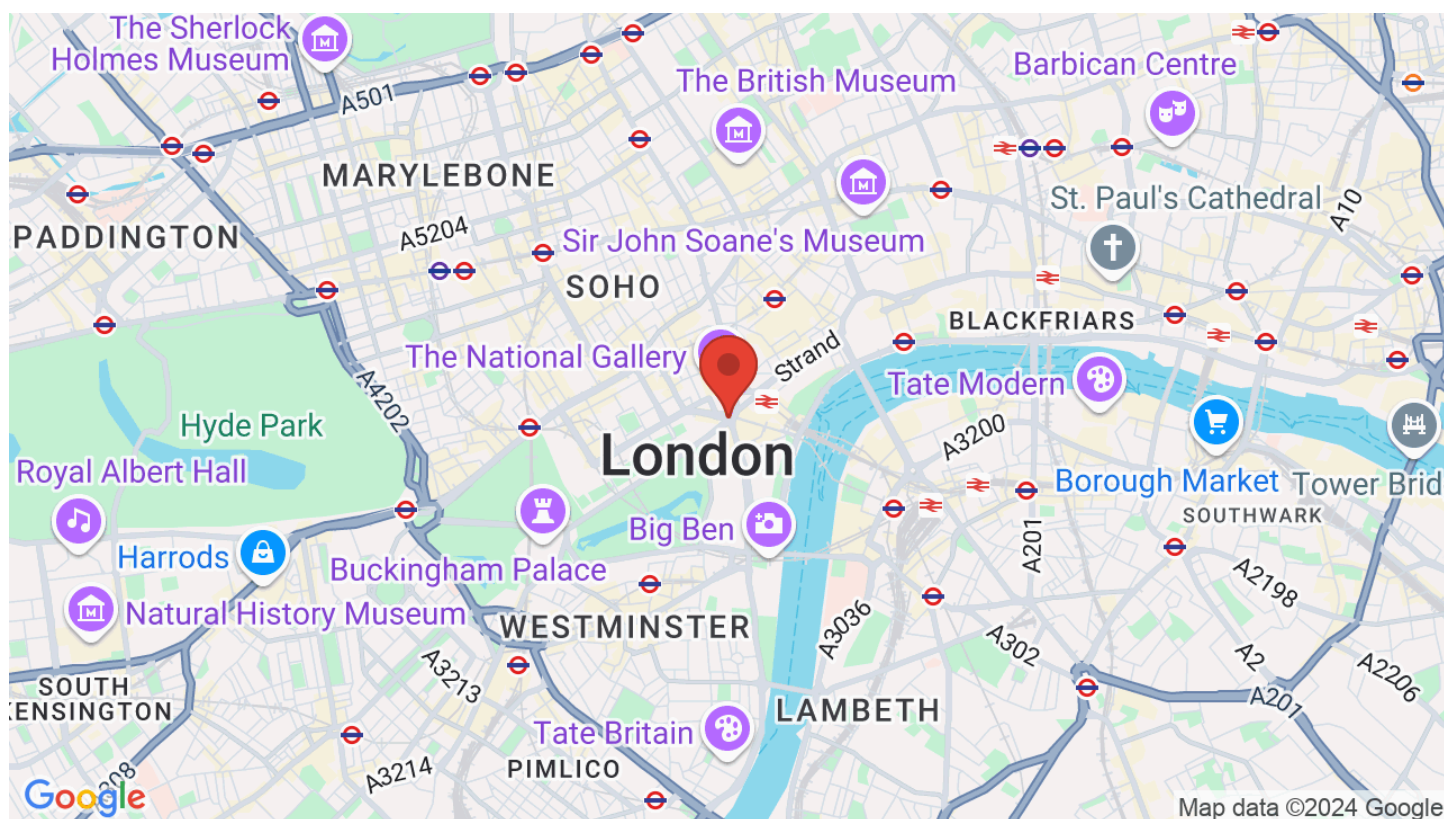 The Sherlock
Holmes Museum
A501
The British Museum
Barbican Centre
MARYLEBONE
St. Paul's Cathedral
A10
PADDINGTON
A5204
Sir John Soane's Museum
SOHO
BLACKFRIARS
The National Gallery
Strand
Tate Modern
A4202
Hyde Park
A3200
London
Royal Albert Hall
Borough Market
Tower Brid
SOUTHWARK
Big Ben
A201
Harrods
Buckingham Palace
A2198
Natural History Museum
WESTMINSTER
A3036
A302
A2
A2206
A3213
SOUTH
KENSINGTON
A201
LAMBETH
Tate Britain
PIMLICO
A3214
Google
Map data ©2024 Google